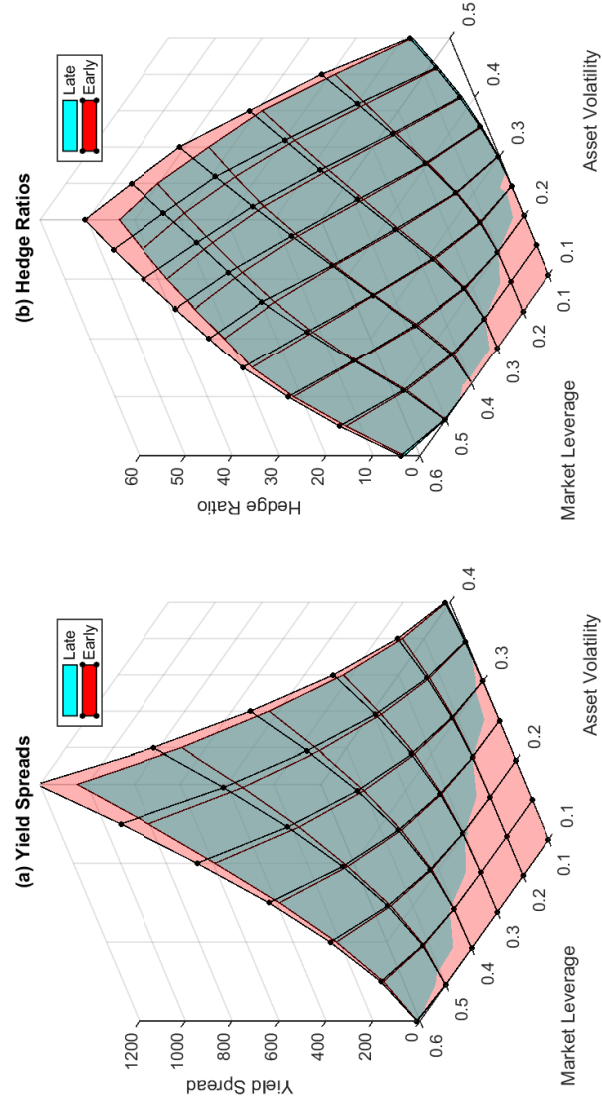 (a) Yield Spreads
Late
Early
1200
1000
800
600
400
200
0
Yield Spread
0.6
0.5
0.4
0.3
0.2
0.1
Market Leverage
0.1
0.2
0.3
0.4
Asset Volatility
(b) Hedge Ratios
Late
Early
60
50
40
30
20
10
0
Hedge Ratio
0.6
0.5
0.4
0.3
0.2
0.1
Market Leverage
0.1
0.2
0.3
0.4
0.5
Asset Volatility